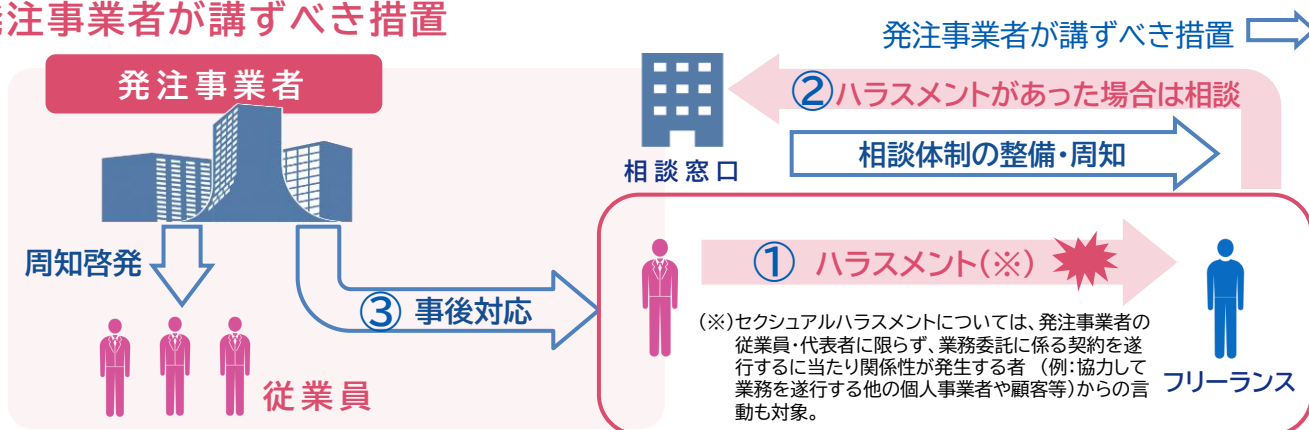 発注事業者が講ずべき措置
発注事業者が講ずべき措置
発注事業者
②ハラスメントがあった場合は相談
相談体制の整備・周知
相談窓口
周知啓発
① ハラスメント(※)
③ 事後対応
(※)セクシュアルハラスメントについては、発注事業者の
従業員・代表者に限らず、業務委託に係る契約を遂
行するに当たり関係性が発生する者 (例:協力して
業務を遂行する他の個人事業者や顧客等)からの言
動も対象。
従業員
フリーランス